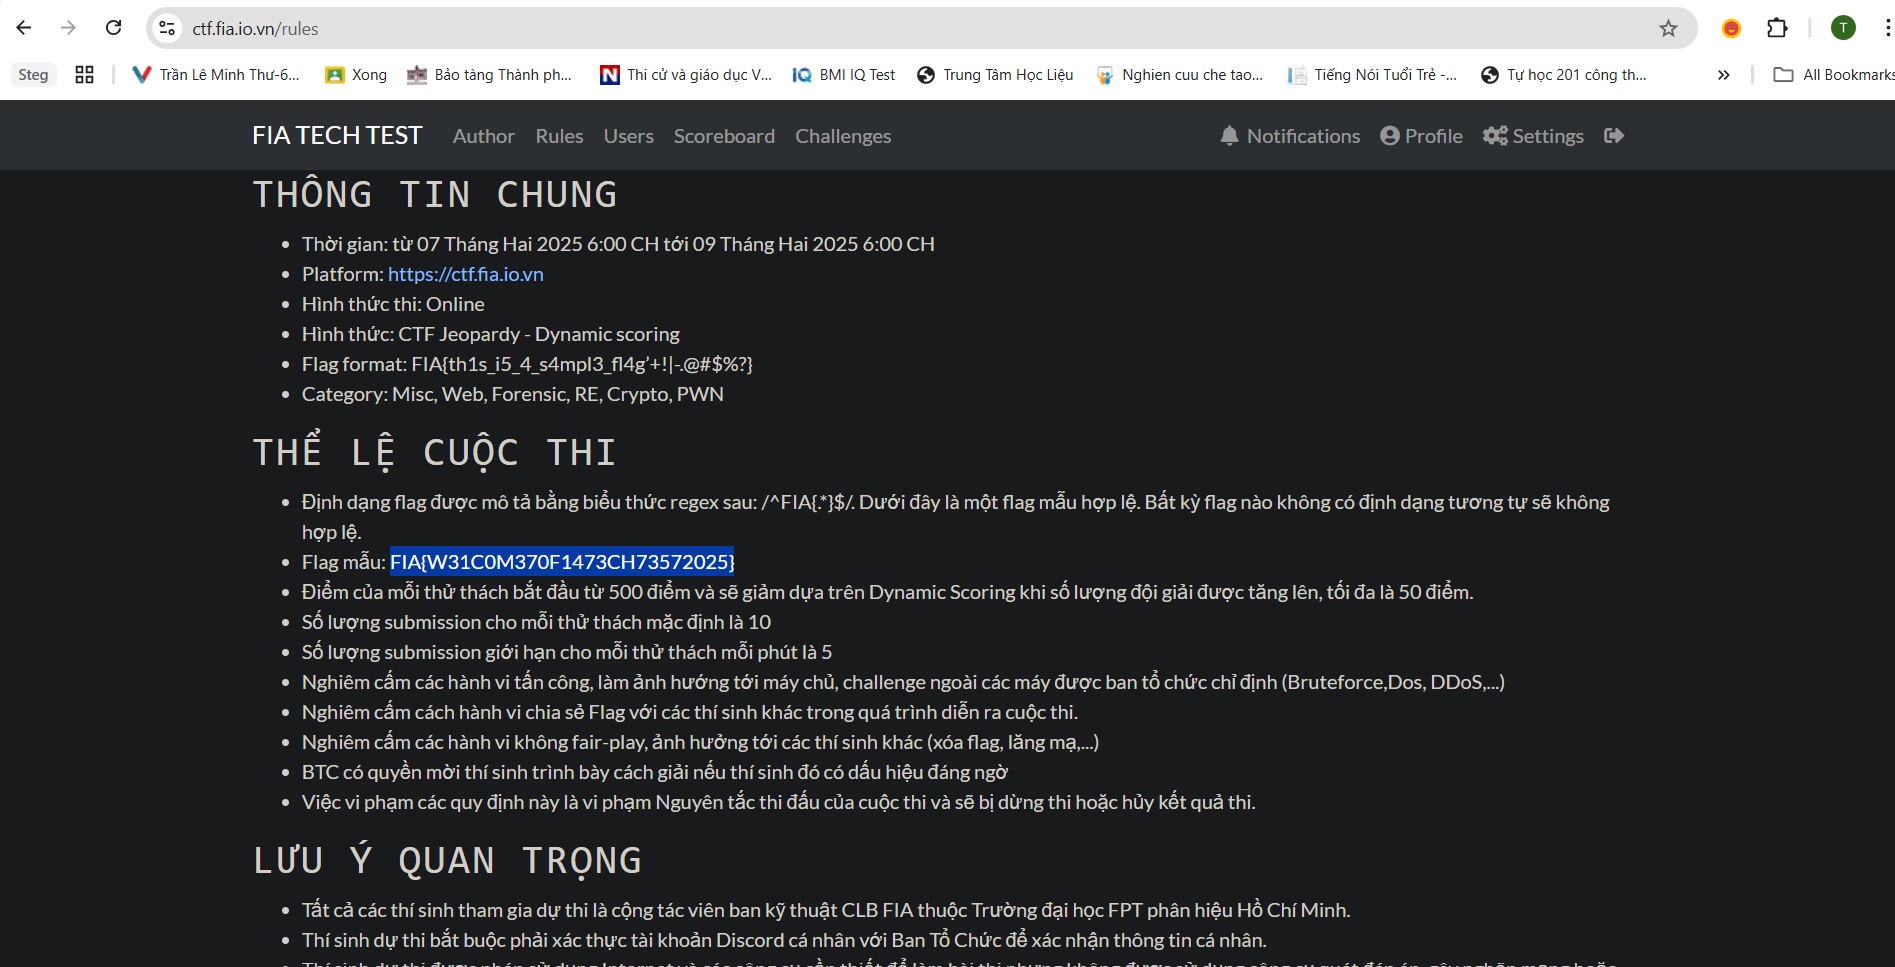 ctf.fia.io.vn/rules
T
Steg
Trần Lê Minh Thư-6...
Xong
Bảo tàng Thành ph...
N
Thi cử và giáo dục V...
IQ
BMI IQ Test
Trung Tâm Học Liệu
Nghien cuu che tao...
Tiếng Nói Tuổi Trẻ -...
Tự học 201 công th...
»
All Bookmarks
FIA TECH TEST
Author
Rules
Users
Scoreboard
Challenges
Notifications
Profile
Settings
THÔNG TIN CHUNG
• Thời gian: từ 07 Tháng Hai 2025 6:00 CH tới 09 Tháng Hai 2025 6:00 CH
• Platform: https://ctf.fia.io.vn
• Hình thức thi: Online
• Hình thức: CTF Jeopardy - Dynamic scoring
• Flag format: FIA{th1s_i5_4_s4mpl3_fl4g’+!|-.@#$%?}
• Category: Misc, Web, Forensic, RE, Crypto, PWN
THỂ LỆ CUỘC THI
• Định dạng flag được mô tả bằng biểu thức regex sau: /^FIA{.*}$/. Dưới đây là một flag mẫu hợp lệ. Bất kỳ flag nào không có định dạng tương tự sẽ không
hợp lệ.
• Flag mẫu: FIA{W31C0M370F1473CH73572025}
• Điểm của mỗi thử thách bắt đầu từ 500 điểm và sẽ giảm dựa trên Dynamic Scoring khi số lượng đội giải được tăng lên, tối đa là 50 điểm.
• Số lượng submission cho mỗi thử thách mặc định là 10
• Số lượng submission giới hạn cho mỗi thử thách mỗi phút là 5
• Nghiêm cấm các hành vi tấn công, làm ảnh hướng tới máy chủ, challenge ngoài các máy được ban tổ chức chỉ định (Bruteforce,Dos, DDoS,...)
• Nghiêm cấm cách hành vi chia sẻ Flag với các thí sinh khác trong quá trình diễn ra cuộc thi.
• Nghiêm cấm các hành vi không fair-play, ảnh hưởng tới các thí sinh khác (xóa flag, lăng mạ,...)
• BTC có quyền mời thí sinh trình bày cách giải nếu thí sinh đó có dấu hiệu đáng ngờ
• Việc vi phạm các quy định này là vi phạm Nguyên tắc thi đấu của cuộc thi và sẽ bị dừng thi hoặc hủy kết quả thi.
LƯU Ý QUAN TRỌNG
• Tất cả các thí sinh tham gia dự thi là cộng tác viên ban kỹ thuật CLB FIA thuộc Trường đại học FPT phân hiệu Hồ Chí Minh.
• Thí sinh dự thi bắt buộc phải xác thực tài khoản Discord cá nhân với Ban Tổ Chức để xác nhận thông tin cá nhân.